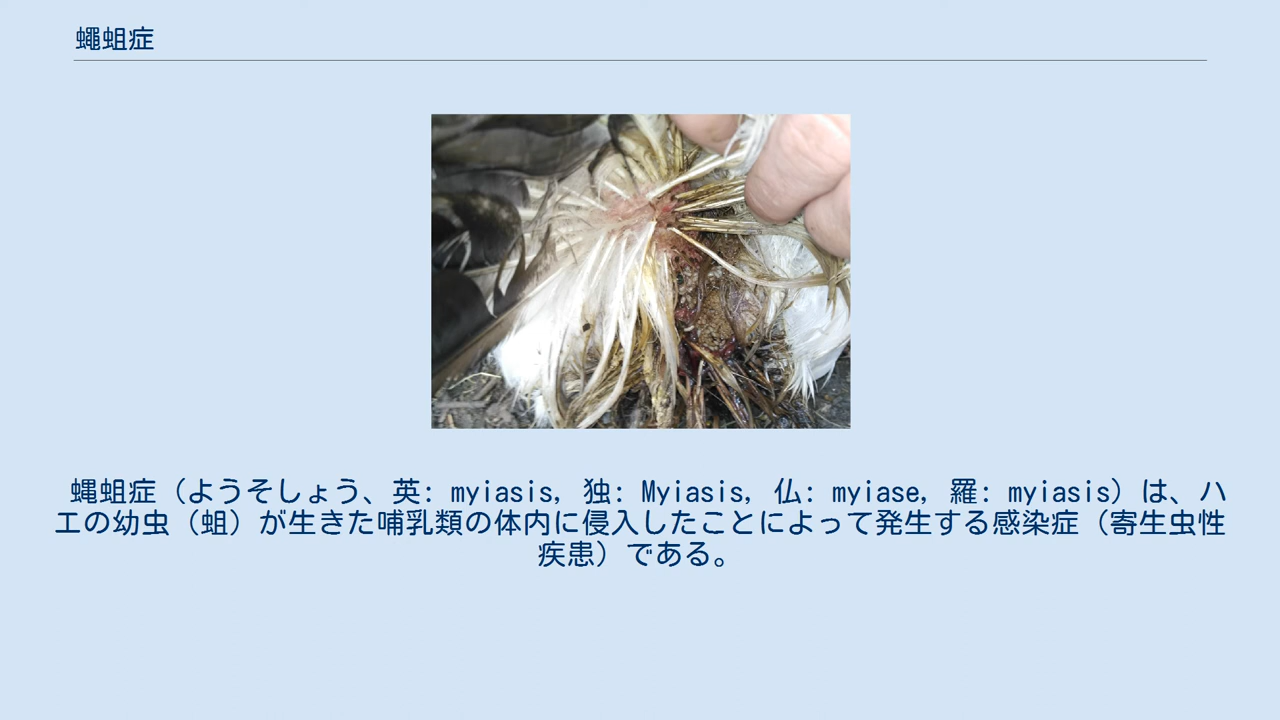 蠅蛆症
蝿蛆症（ようそしょう、英: myiasis, 独: Myiasis, 仏: myiase, 羅: myiasis）は、ハ
エの幼虫（蛆）が生きた哺乳類の体内に侵入したことによって発生する感染症（寄生虫性
疾患）である。